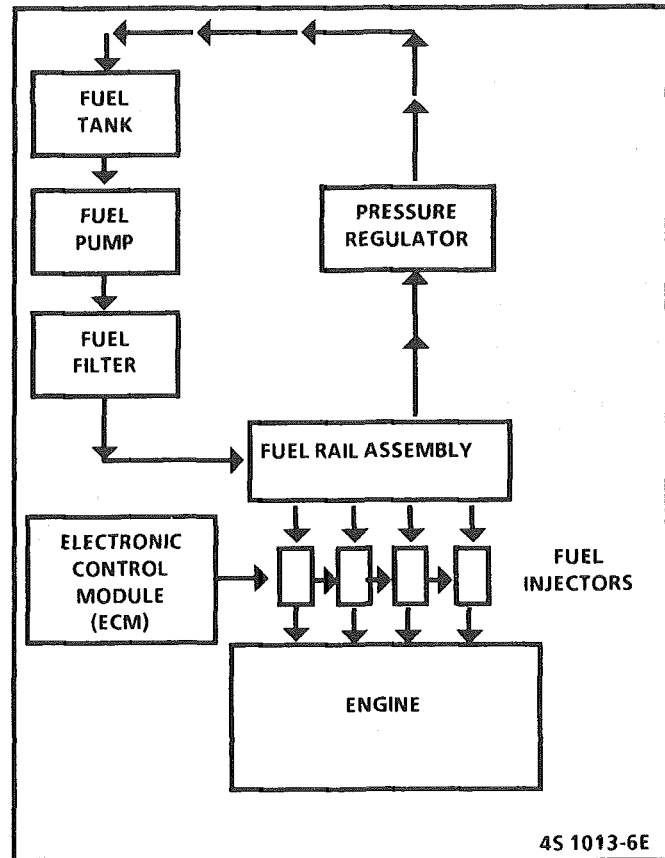 FUEL
TANK
FUEL
PUMP
PRESSURE
REGULATOR
FUEL
FILTER
FUEL RAIL ASSEMBLY
ELECTRONIC
CONTROL
MODULE
(ECM)
FUEL
INJECTORS
ENGINE
4S 1013-6E